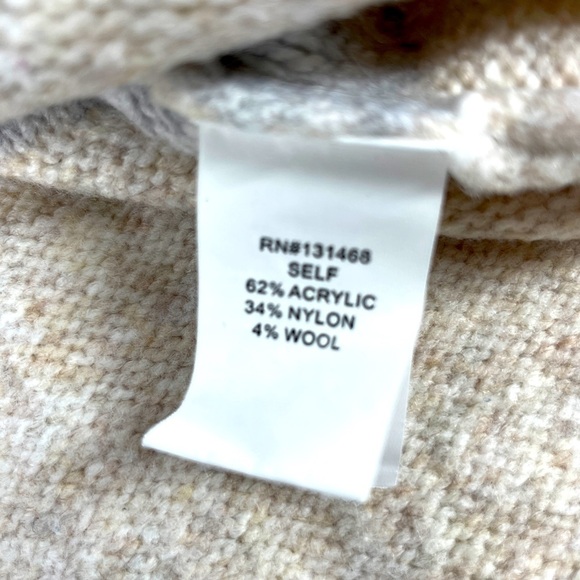 RN#131468
SELF
62% ACRYLIC
34% NYLON
4% WOOL